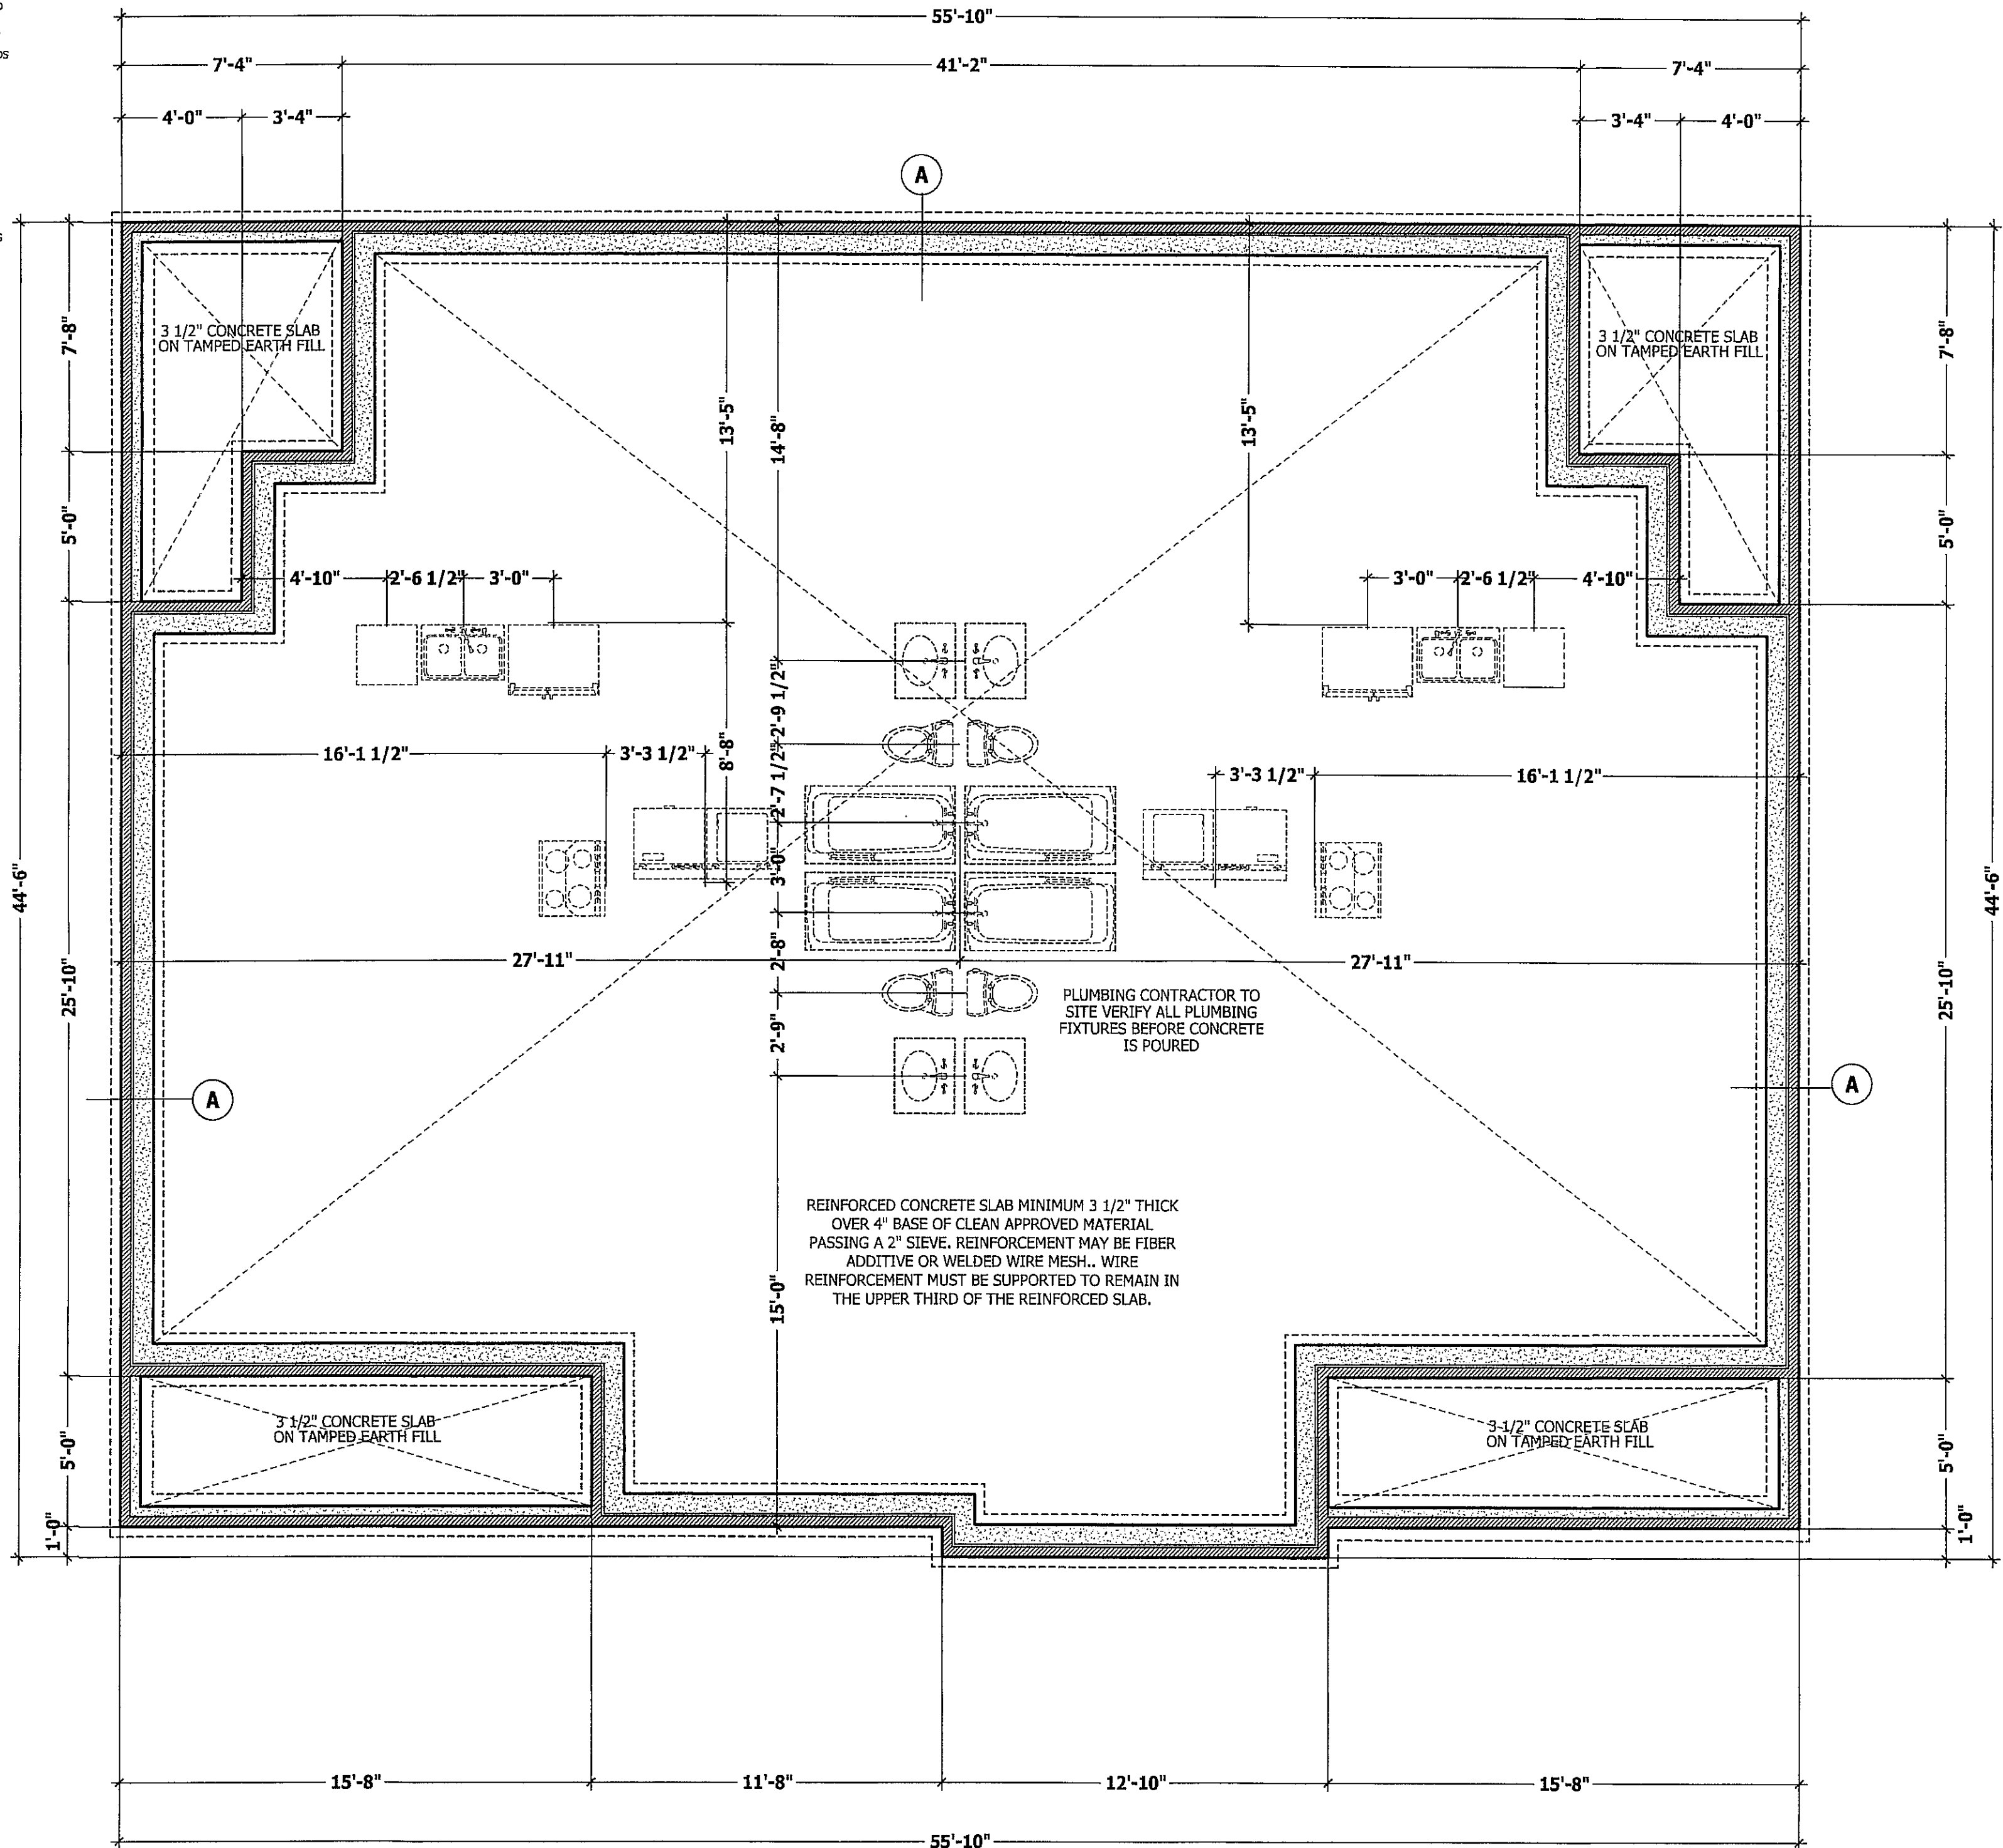 55'-10"
7'-4" 41'-2" 7'-4"
4'-0" 3'-4" 3'-4" 4'-0"
A
3 1/2" CONCRETE SLAB
ON TAMPED EARTH FILL
3 1/2" CONCRETE SLAB
ON TAMPED EARTH FILL
7'-8"
7'-8"
13'-5"
14'-8"
13'-5"
5'-0"
5'-0"
4'-10" 2'-6 1/2" 3'-0"
3'-0" 2'-6 1/2" 4'-10"
2'-9 1/2"
16'-1 1/2" 3'-3 1/2"
8'-8"
2'-7 1/2"
3'-3 1/2" 16'-1 1/2"
3'-0"
44'-6"
44'-6"
27'-11" 27'-11"
2'-8"
25'-10"
25'-10"
PLUMBING CONTRACTOR TO
SITE VERIFY ALL PLUMBING
FIXTURES BEFORE CONCRETE
IS POURED
2'-9"
A
A
REINFORCED CONCRETE SLAB MINIMUM 3 1/2" THICK
OVER 4" BASE OF CLEAN APPROVED MATERIAL
PASSING A 2" SIEVE. REINFORCEMENT MAY BE FIBER
ADDITIVE OR WELDED WIRE MESH.. WIRE
REINFORCEMENT MUST BE SUPPORTED TO REMAIN IN
THE UPPER THIRD OF THE REINFORCED SLAB.
15'-0"
3 1/2" CONCRETE SLAB
ON TAMPED EARTH FILL
3 1/2" CONCRETE SLAB
ON TAMPED EARTH FILL
5'-0"
5'-0"
1'-0"
1'-0"
15'-8" 11'-8" 12'-10" 15'-8"
55'-10"